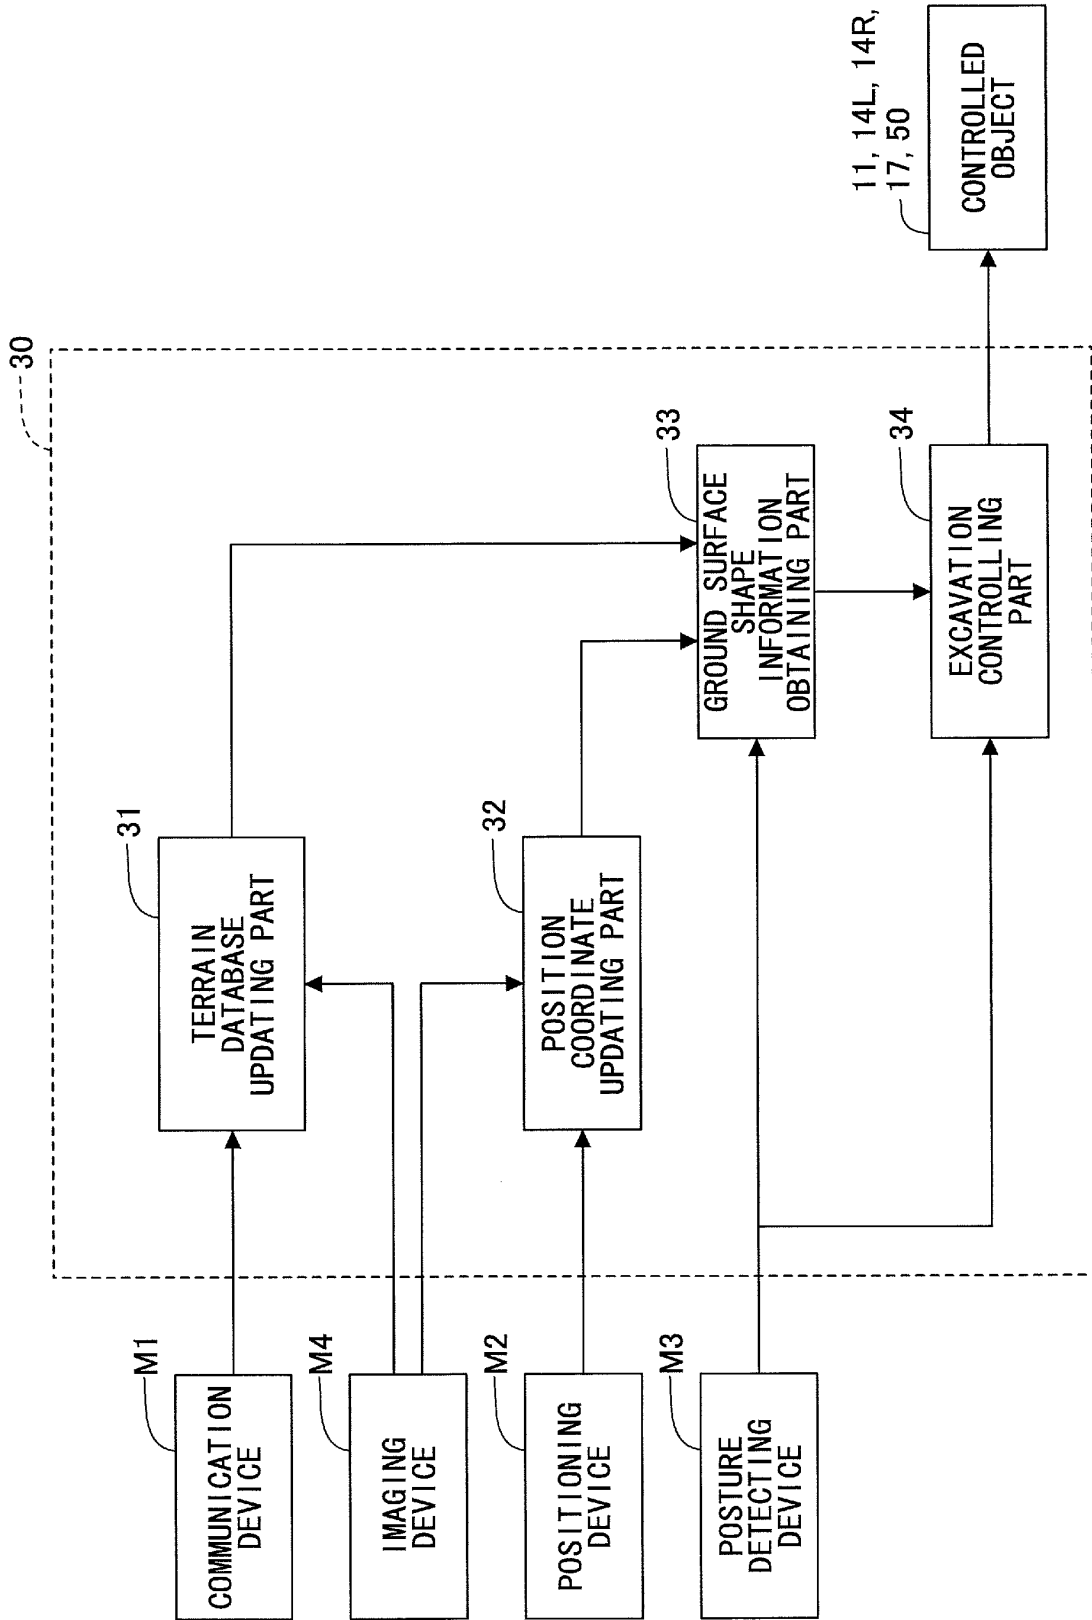 30
M1
COMMUNICATION
DEVICE
M4
IMAGING
DEVICE
M2
POSITIONING
DEVICE
M3
POSTURE
DETECTING
DEVICE
31
TERRAIN
DATABASE
UPDATING PART
32
POSITION
COORDINATE
UPDATING PART
33
GROUND SURFACE
SHAPE
INFORMATION
OBTAINING PART
34
EXCAVATION
CONTROLLING
PART
11, 14L, 14R,
17, 50
CONTROLLED
OBJECT